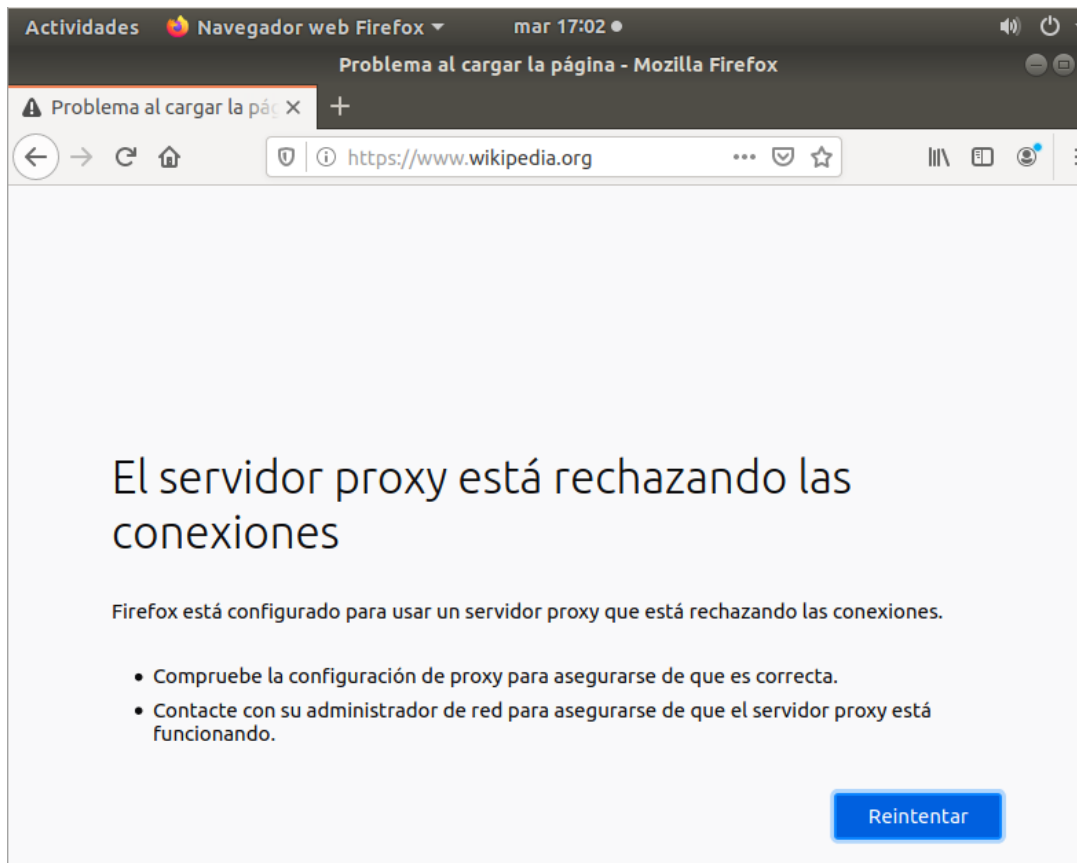 Actividades Navegador web Firefox mar 17:02
Problema al cargar la página - Mozilla Firefox
Problema al cargar la pág
https://www.wikipedia.org
El servidor proxy está rechazando las
conexiones
Firefox está configurado para usar un servidor proxy que está rechazando las conexiones.
Compruebe la configuración de proxy para asegurarse de que es correcta.
Contacte con su administrador de red para asegurarse de que el servidor proxy está
funcionando.
Reintentar